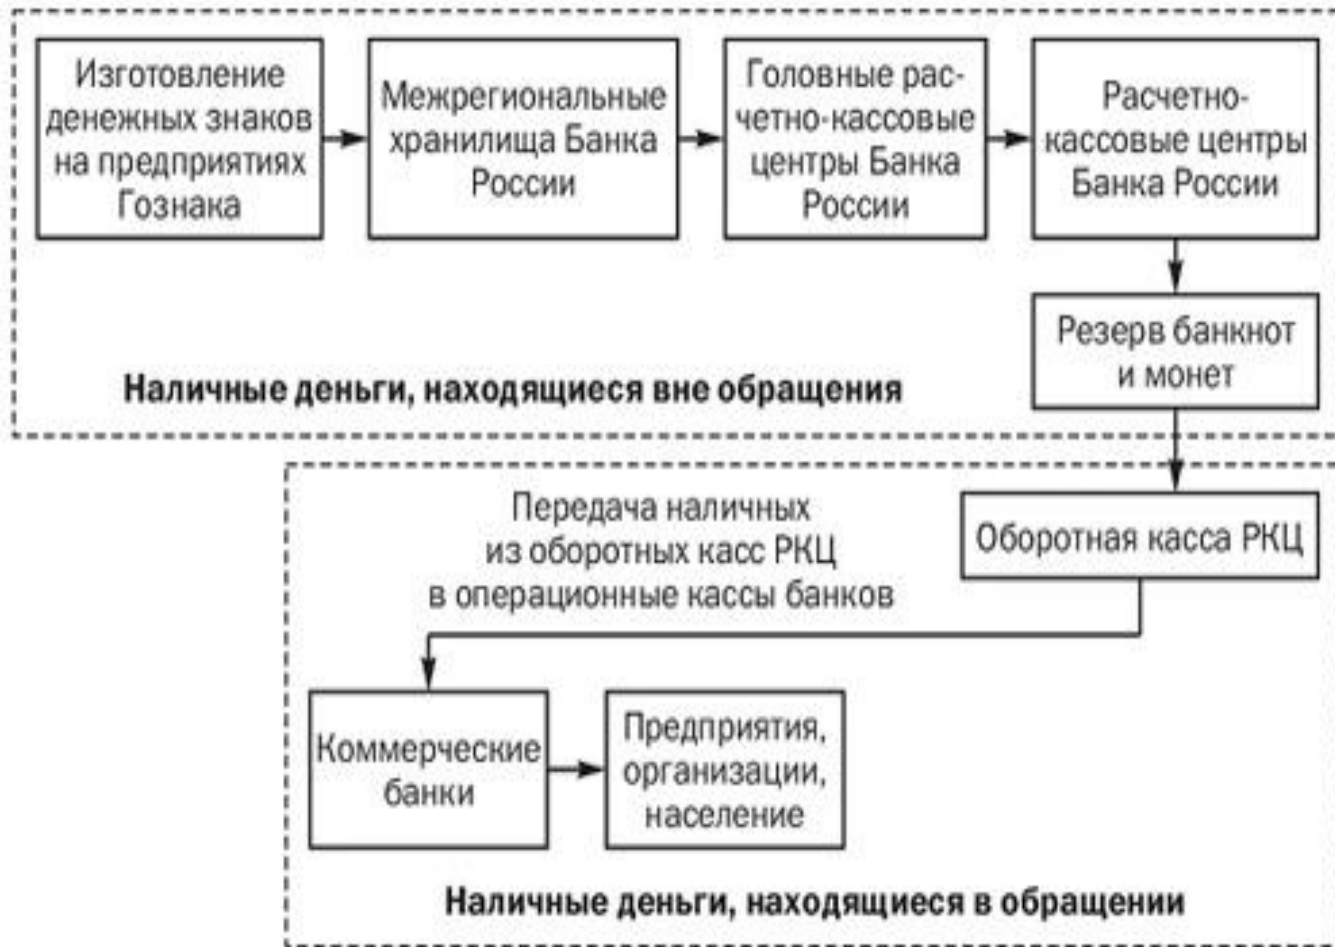 Изготовление
денежных знаков
на предприятиях
Гознака
Межрегиональные
хранилища Банка
России
Головные рас-
четно-кассовые
центры Банка
России
Расчетно-
кассовые центры
Банка России
Резерв банкнот
и монет
Наличные деньги, находящиеся вне обращения
Передача наличных
из оборотных касс РКЦ
в операционные кассы банков
Оборотная касса РКЦ
Коммерческие
банки
Предприятия,
организации,
население
Наличные деньги, находящиеся в обращении